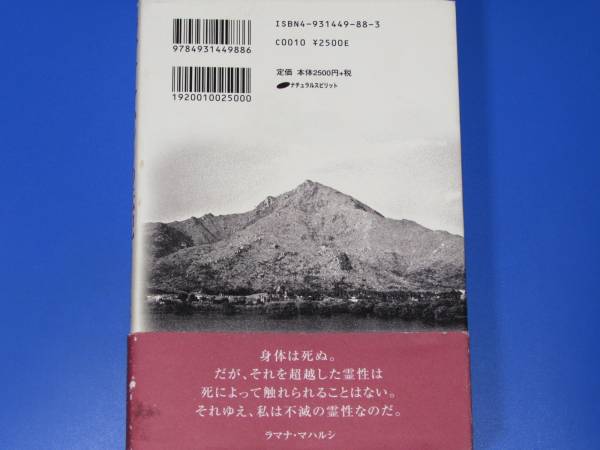 ISBN4-931449-88-3
C0010 ¥2500E
9784931449886
定価 本体2500円+税
ナチュラルスピリット
1920010025000
身体は死ぬ。
だが、それを超越した霊性は
死によって触れられることはない。
それゆえ、私は不滅の霊性なのだ。
ラマナ・マハルシ